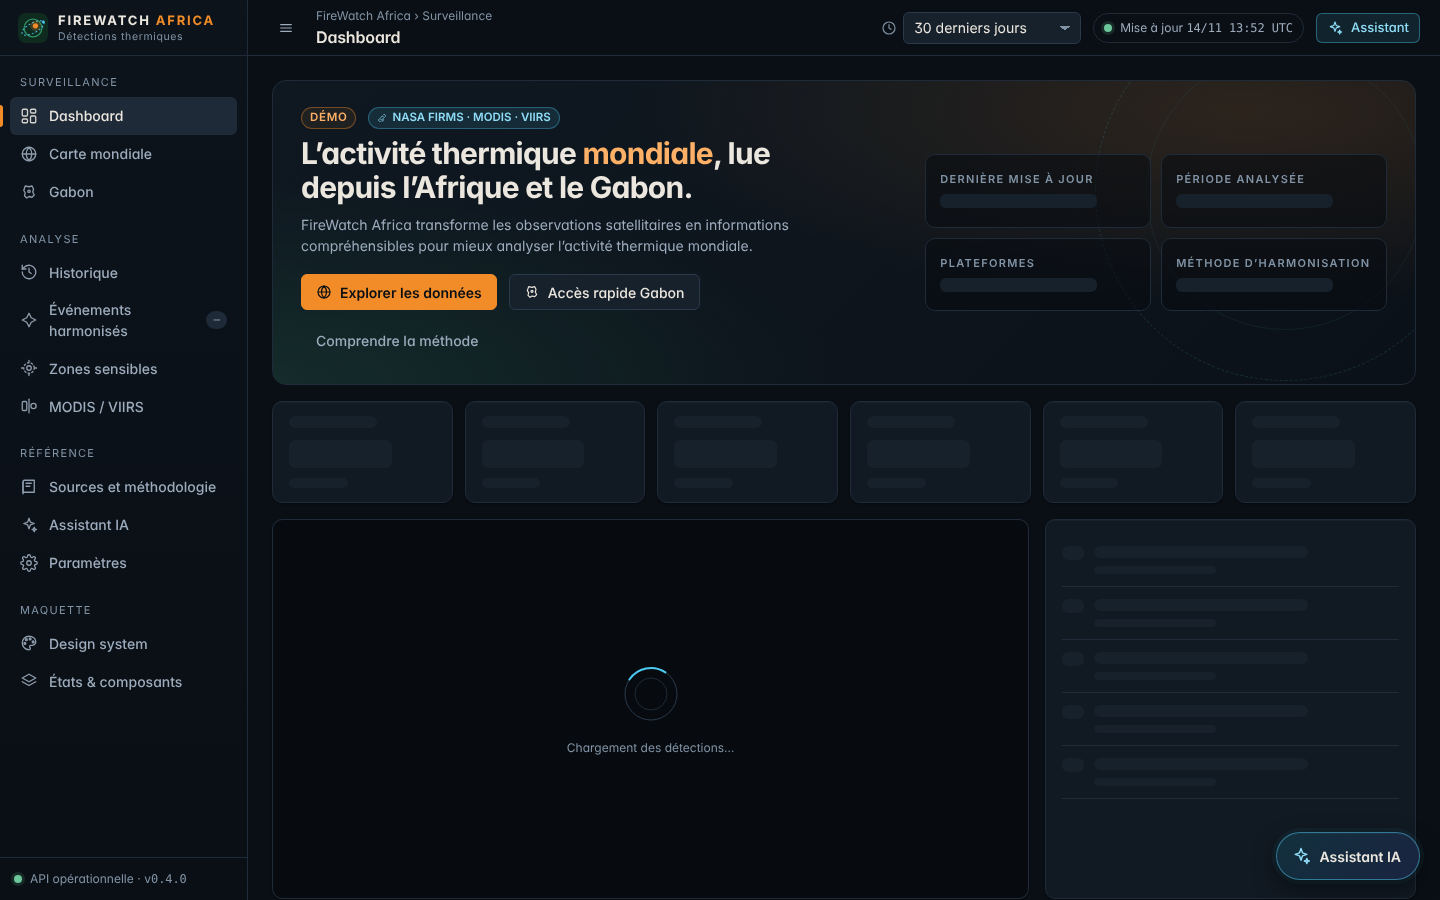 FIREWATCH AFRICA
Détections thermiques
SURVEILLANCE
Dashboard
Carte mondiale
Gabon
ANALYSE
Historique
Événements
harmonisés
–
Zones sensibles
MODIS / VIIRS
RÉFÉRENCE
Sources et méthodologie
Assistant IA
Paramètres
MAQUETTE
Design system
États & composants
API opérationnelle · v0.4.0
FireWatch Africa › Surveillance
Dashboard
30 derniers jours
Mise à jour 14/11 13:52 UTC
Assistant
DÉMO
NASA FIRMS · MODIS · VIIRS
L’activité thermique mondiale, lue
depuis l’Afrique et le Gabon.
FireWatch Africa transforme les observations satellitaires en informations
compréhensibles pour mieux analyser l’activité thermique mondiale.
Explorer les données
Accès rapide Gabon
Comprendre la méthode
DERNIÈRE MISE À JOUR
PÉRIODE ANALYSÉE
PLATEFORMES
MÉTHODE D’HARMONISATION
Chargement des détections…
Assistant IA